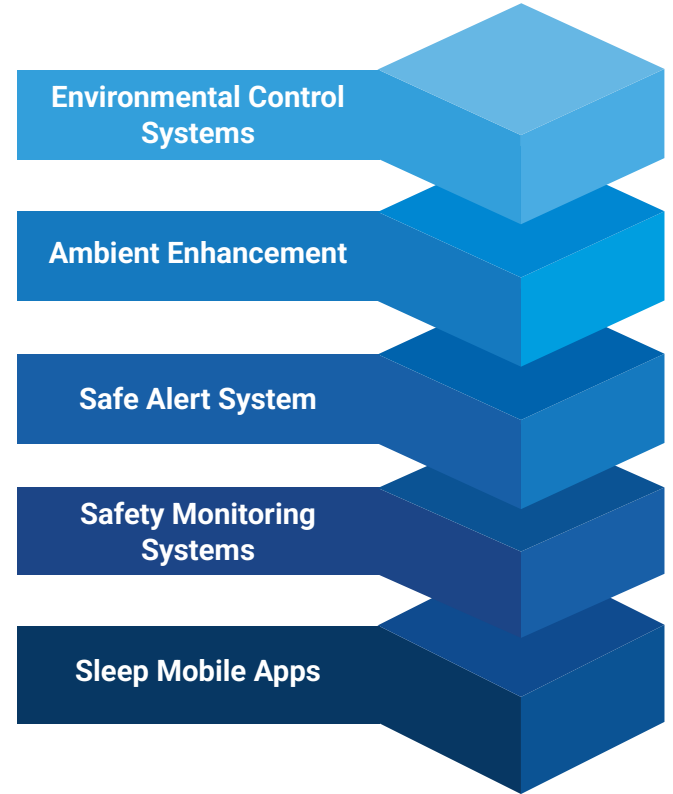 Environmental Control
Systems
Ambient Enhancement
Safe Alert System
Safety Monitoring
Systems
Sleep Mobile Apps